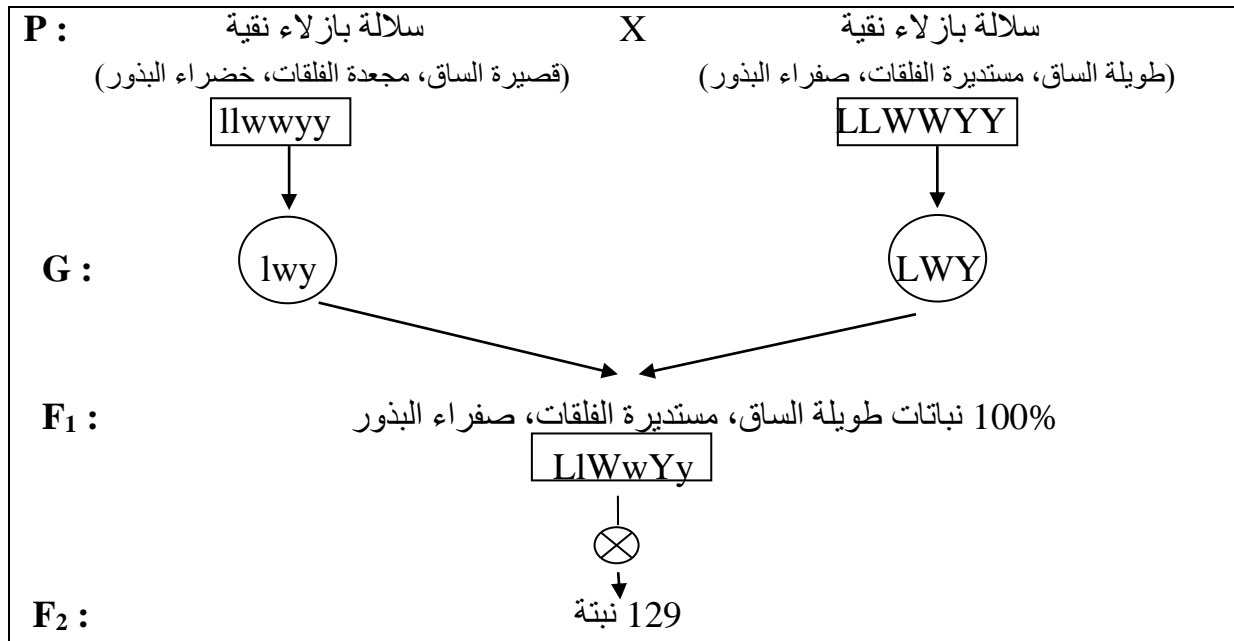 P : سلالة بازلاء نقية X سلالة بازلاء نقية
(قصيرة الساق، مجعدة الفلقات، خضراء البذور) (طويلة الساق، مستديرة الفلقات، صفراء البذور)
llwwyy LLWWYY
G : lwy LWY
F₁ : 100% نباتات طويلة الساق، مستديرة الفلقات، صفراء البذور
LlWwYy
F₂ : 129 نبتة